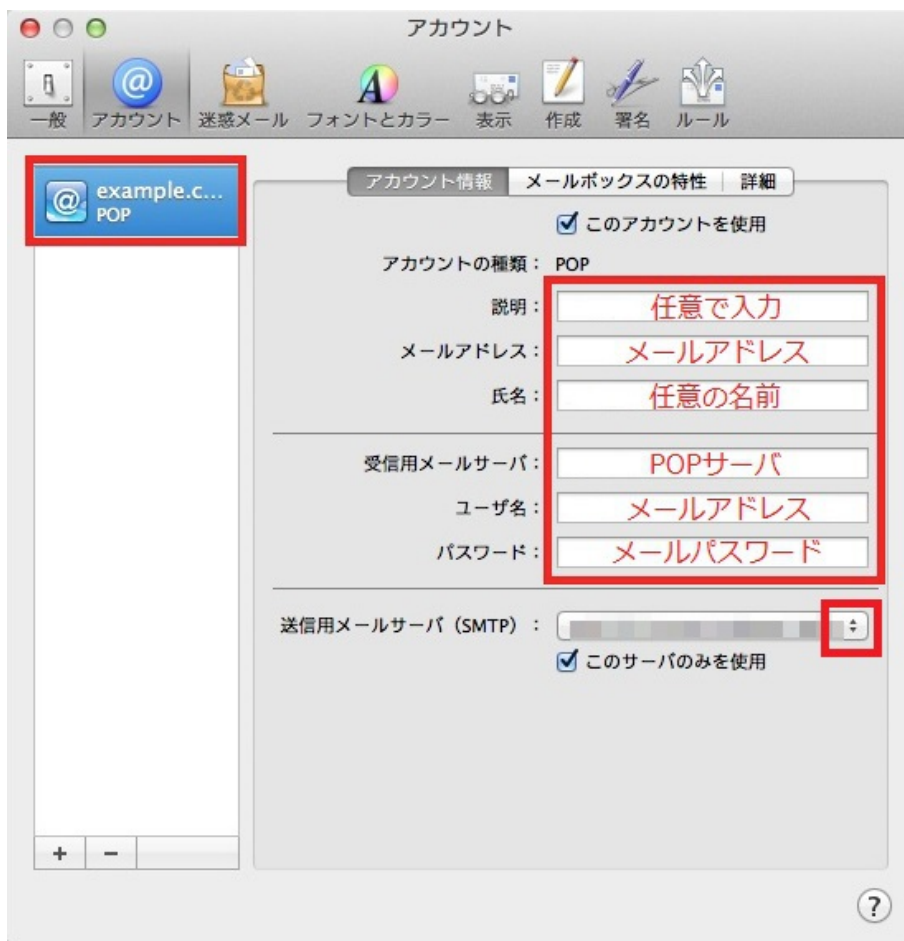 アカウント
一般 アカウント 迷惑メール フォントとカラー 表示 作成 署名 ルール
example.c...
POP
アカウント情報 メールボックスの特性 詳細
このアカウントを使用
アカウントの種類： POP
説明： 任意で入力
メールアドレス： メールアドレス
氏名： 任意の名前
受信用メールサーバ： POPサーバ
ユーザ名： メールアドレス
パスワード： メールパスワード
送信用メールサーバ（SMTP）：
このサーバのみを使用
+ −
?